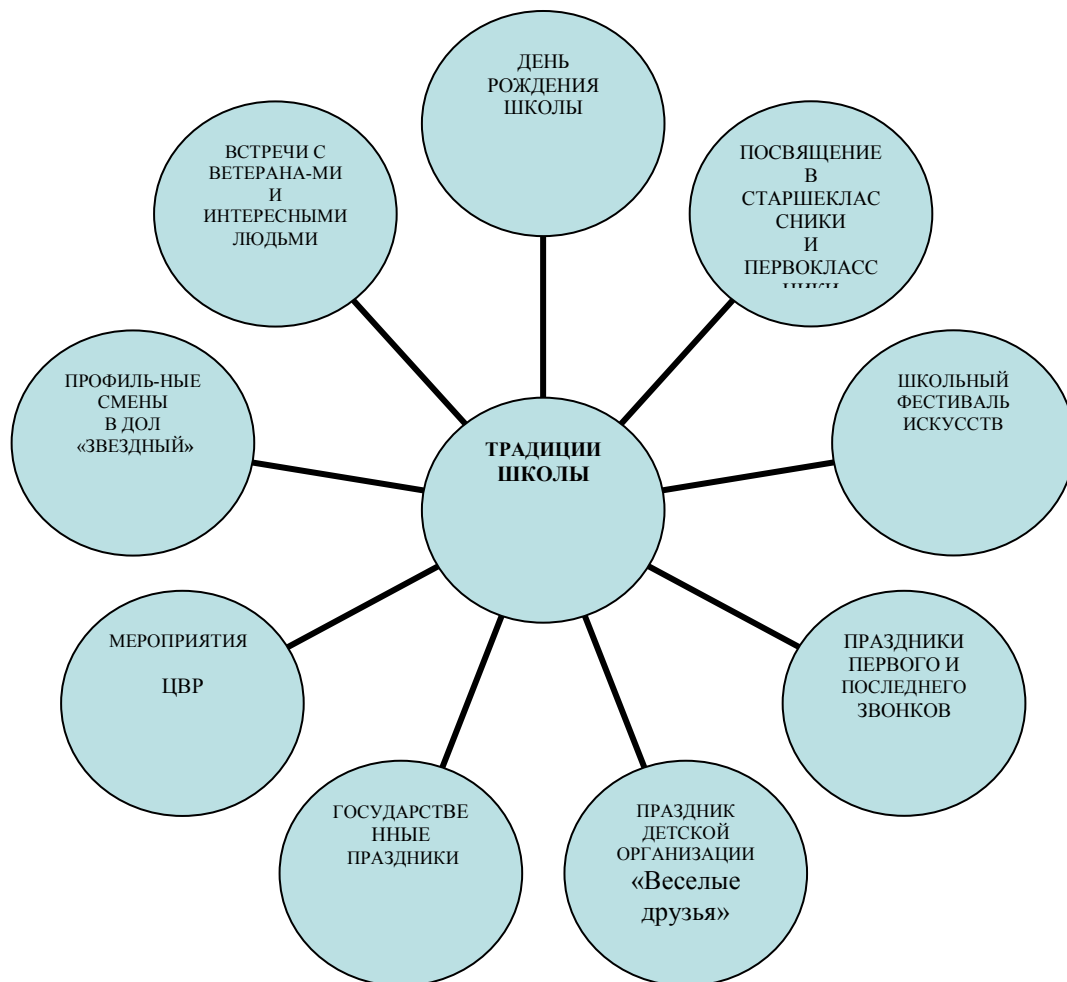 ДЕНЬ
РОЖДЕНИЯ
ШКОЛЫ
ПОСВЯЩЕНИЕ
В
СТАРШЕКЛАС
СНИКИ
И
ПЕРВОКЛАСС
НИКИ
ШКОЛЬНЫЙ
ФЕСТИВАЛЬ
ИСКУССТВ
ПРАЗДНИКИ
ПЕРВОГО И
ПОСЛЕДНЕГО
ЗВОНКОВ
ПРАЗДНИК
ДЕТСКОЙ
ОРГАНИЗАЦИИ
«Веселые
друзья»
ГОСУДАРСТВЕ
ННЫЕ
ПРАЗДНИКИ
МЕРОПРИЯТИЯ
ЦВР
ПРОФИЛЬ-НЫЕ
СМЕНЫ
В ДОЛ
«ЗВЕЗДНЫЙ»
ВСТРЕЧИ С
ВЕТЕРАНА-МИ
И
ИНТЕРЕСНЫМИ
ЛЮДЬМИ
ТРАДИЦИИ
ШКОЛЫ